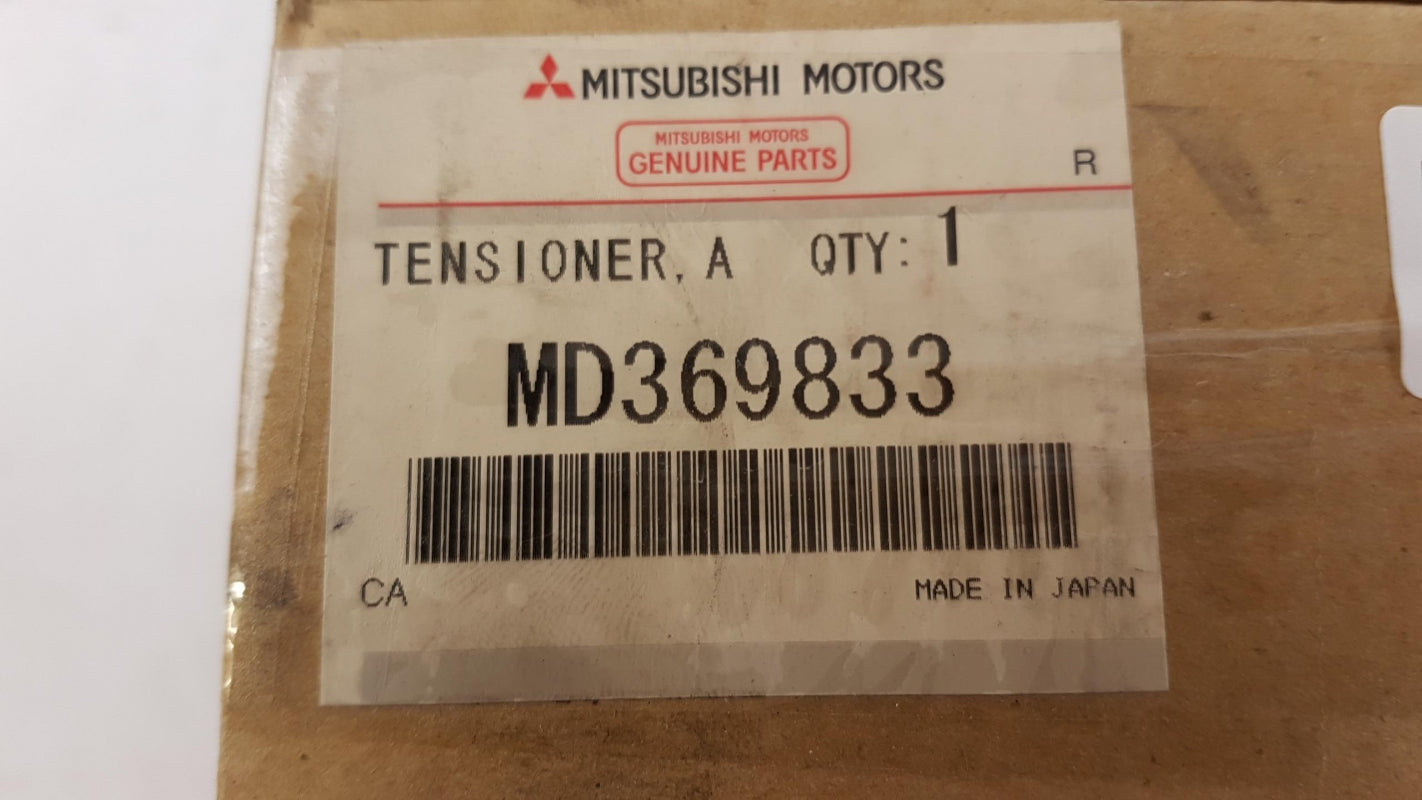 MITSUBISHI MOTORS
MITSUBISHI MOTORS
GENUINE PARTS
R
TENSIONER, A QTY: 1
MD369833
CA MADE IN JAPAN